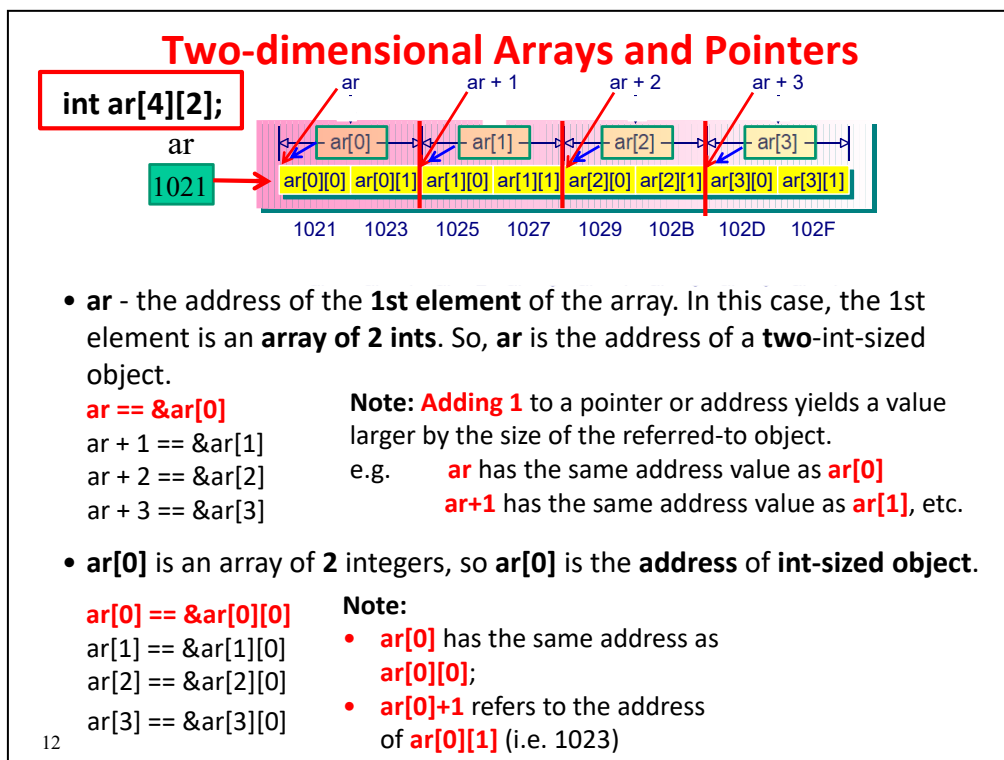 Two-dimensional Arrays and Pointers
int ar[4][2];
ar ar + 1 ar + 2 ar + 3
ar
ar[0] ar[1] ar[2] ar[3]
1021
ar[0][0] ar[0][1] ar[1][0] ar[1][1] ar[2][0] ar[2][1] ar[3][0] ar[3][1]
1021 1023 1025 1027 1029 102B 102D 102F
• ar - the address of the 1st element of the array. In this case, the 1st
element is an array of 2 ints. So, ar is the address of a two-int-sized
object.
ar == &ar[0]
ar + 1 == &ar[1]
ar + 2 == &ar[2]
ar + 3 == &ar[3]
Note: Adding 1 to a pointer or address yields a value
larger by the size of the referred-to object.
e.g. ar has the same address value as ar[0]
ar+1 has the same address value as ar[1], etc.
• ar[0] is an array of 2 integers, so ar[0] is the address of int-sized object.
ar[0] == &ar[0][0]
ar[1] == &ar[1][0]
ar[2] == &ar[2][0]
ar[3] == &ar[3][0]
Note:
• ar[0] has the same address as
ar[0][0];
• ar[0]+1 refers to the address
of ar[0][1] (i.e. 1023)
12